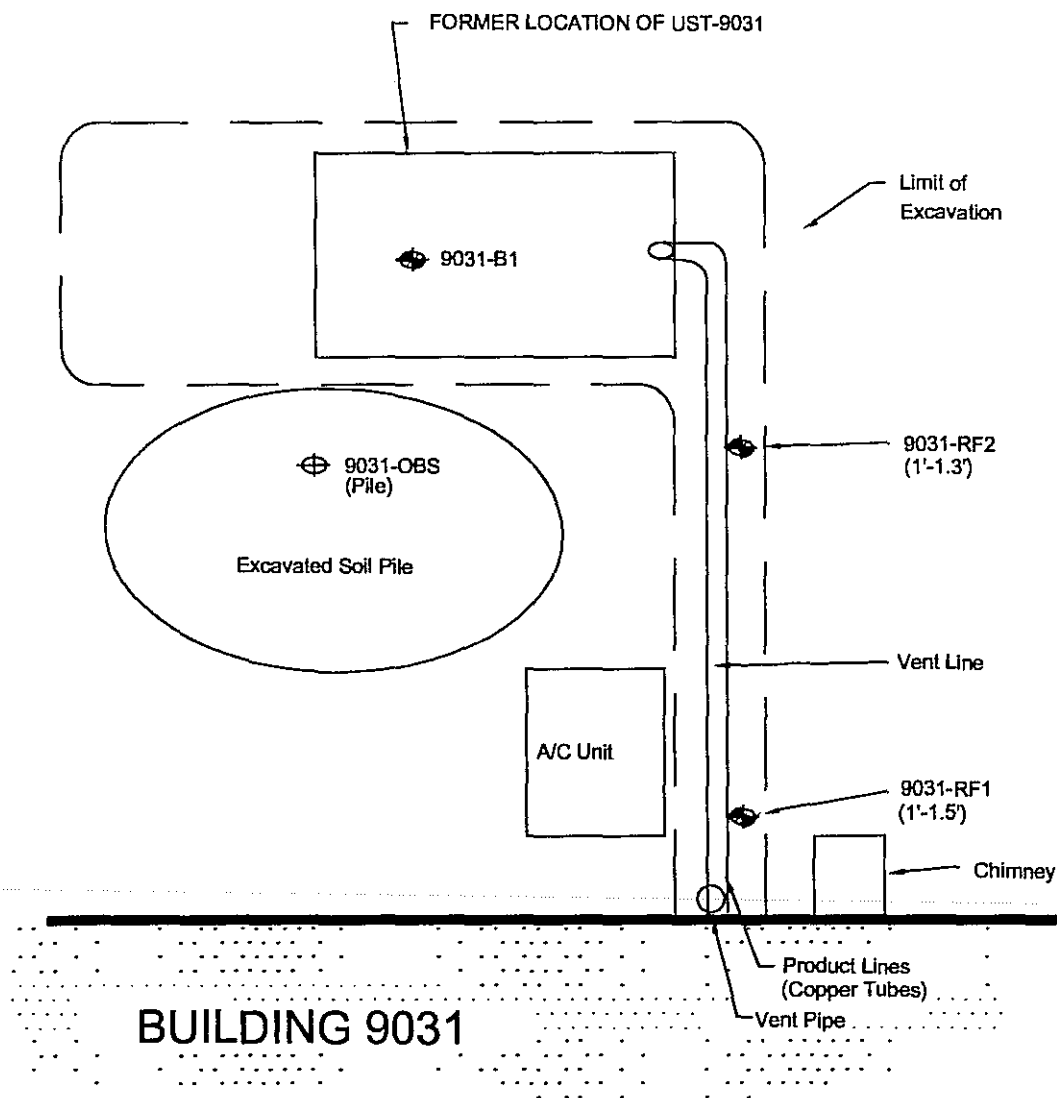 FORMER LOCATION OF UST-9031
Limit of
Excavation
9031-B1
9031-RF2
(1'-1.3')
9031-OBS
(Pile)
Excavated Soil Pile
Vent Line
A/C Unit
9031-RF1
(1'-1.5')
Chimney
Product Lines
(Copper Tubes)
Vent Pipe
BUILDING 9031